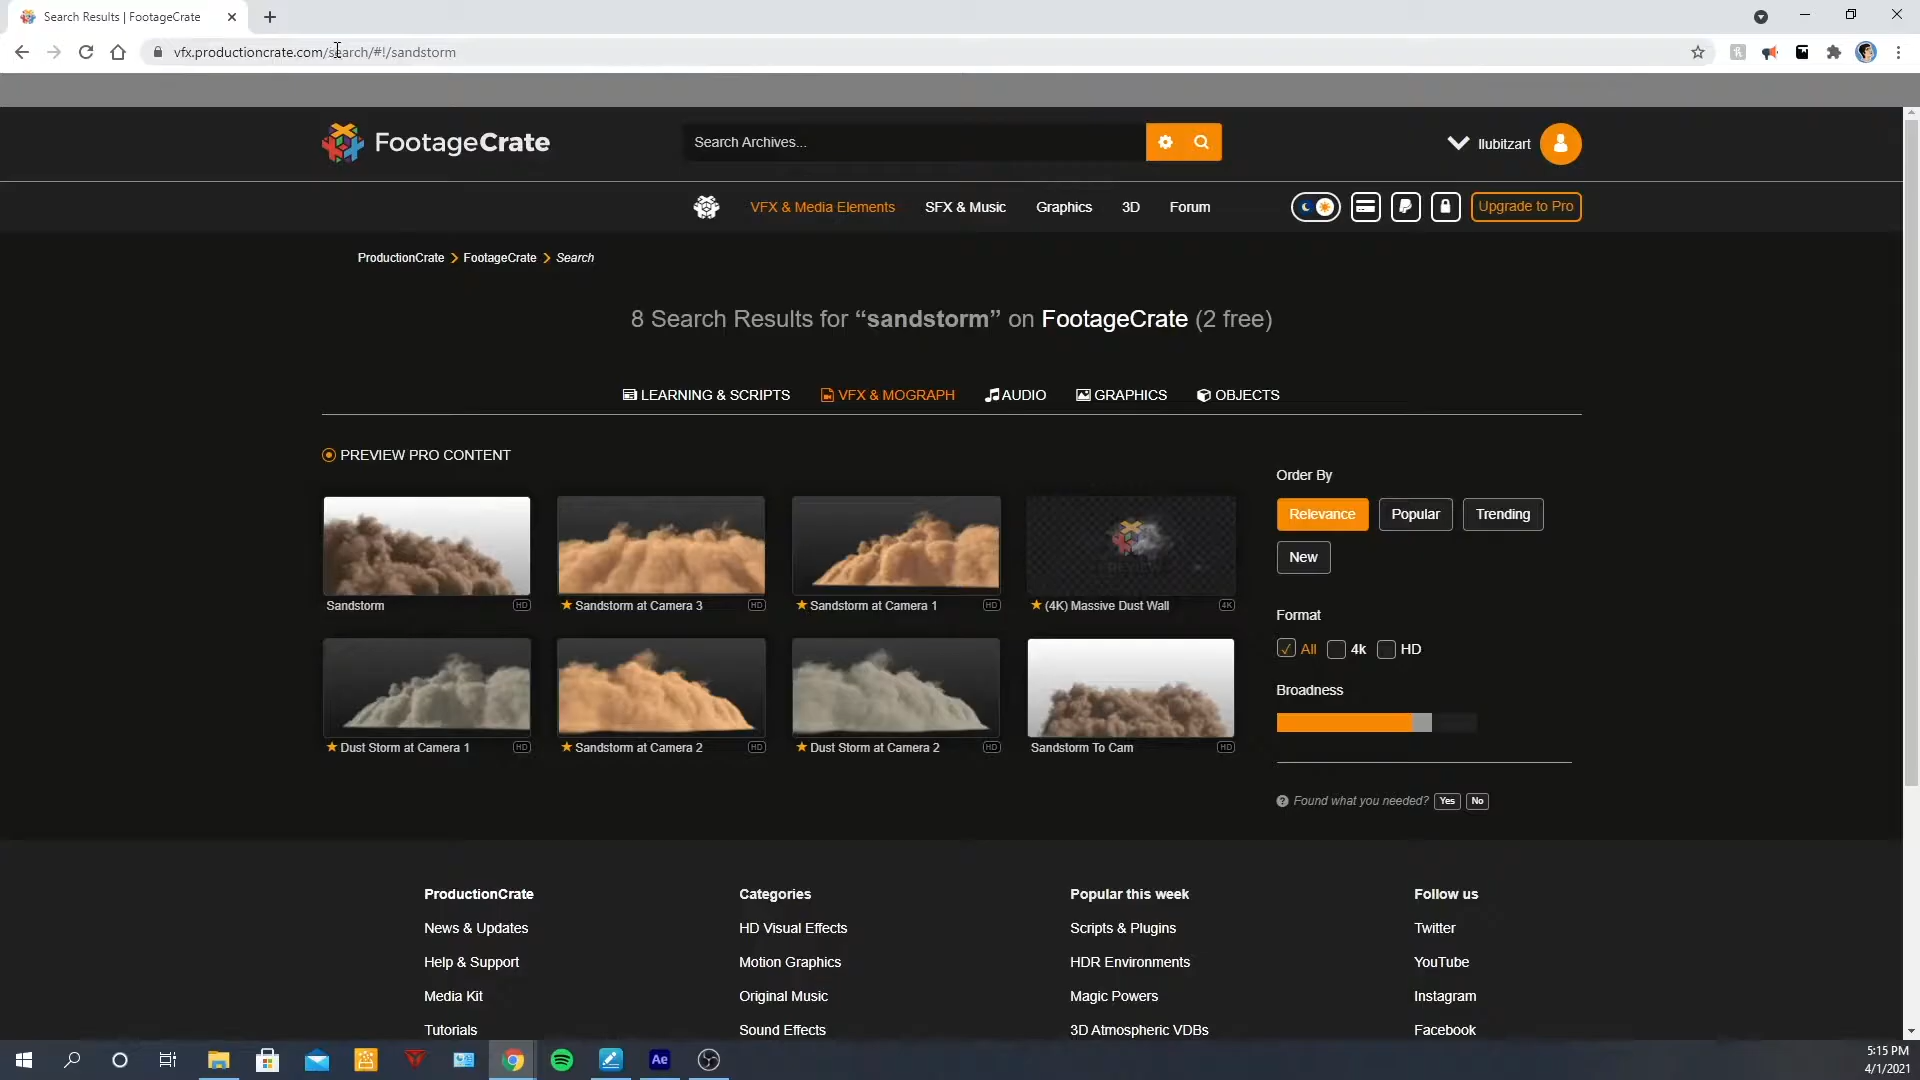 Search Results | FootageCrate
vfx.productioncrate.com/search/#!/sandstorm
FootageCrate
Search Archives...
llubitzart
VFX & Media Elements
SFX & Music
Graphics
3D
Forum
Upgrade to Pro
ProductionCrate
FootageCrate
Search
8 Search Results for “sandstorm” on FootageCrate (2 free)
LEARNING & SCRIPTS
VFX & MOGRAPH
AUDIO
GRAPHICS
OBJECTS
PREVIEW PRO CONTENT
Order By
Relevance
Popular
Trending
New
PREVIEW
Sandstorm
HD
Sandstorm at Camera 3
HD
Sandstorm at Camera 1
HD
(4K) Massive Dust Wall
4K
Format
All
4k
HD
Broadness
Dust Storm at Camera 1
HD
Sandstorm at Camera 2
HD
Dust Storm at Camera 2
HD
Sandstorm To Cam
HD
Found what you needed?
Yes
No
ProductionCrate
Categories
Popular this week
Follow us
News & Updates
HD Visual Effects
Scripts & Plugins
Twitter
Help & Support
Motion Graphics
HDR Environments
YouTube
Media Kit
Original Music
Magic Powers
Instagram
Tutorials
Sound Effects
3D Atmospheric VDBs
Facebook
Ae
5:15 PM
4/1/2021